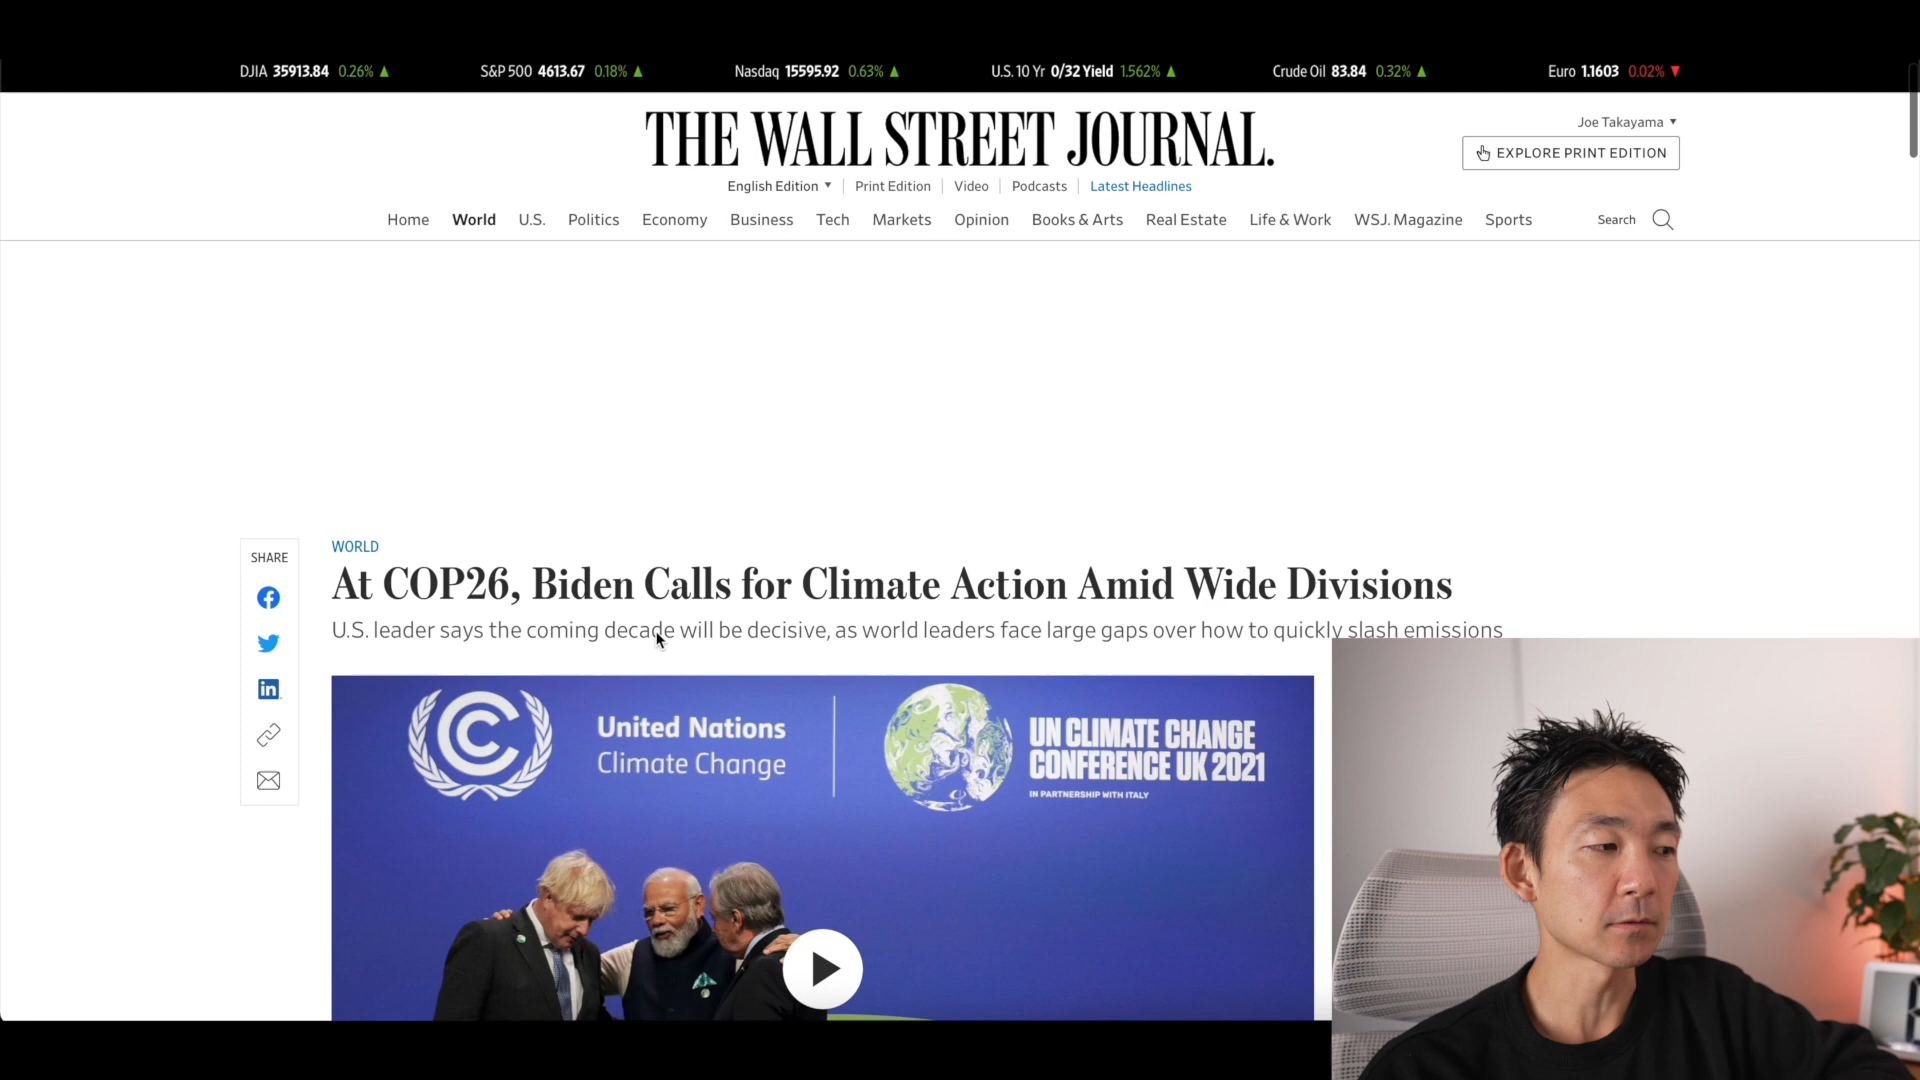 DJIA 35913.84 0.26% ▲ S&P 500 4613.67 0.18% ▲ Nasdaq 15595.92 0.63% ▲ U.S. 10 Yr 0/32 Yield 1.562% ▲ Crude Oil 83.84 0.32% ▲ Euro 1.1603 0.02% ▼
THE WALL STREET JOURNAL.
Joe Takayama ▼
EXPLORE PRINT EDITION
English Edition ▼ | Print Edition | Video | Podcasts | Latest Headlines
Home World U.S. Politics Economy Business Tech Markets Opinion Books & Arts Real Estate Life & Work WSJ. Magazine Sports Search
SHARE
WORLD
At COP26, Biden Calls for Climate Action Amid Wide Divisions
U.S. leader says the coming decade will be decisive, as world leaders face large gaps over how to quickly slash emissions
United Nations
Climate Change
UN CLIMATE CHANGE
CONFERENCE UK 2021
IN PARTNERSHIP WITH ITALY